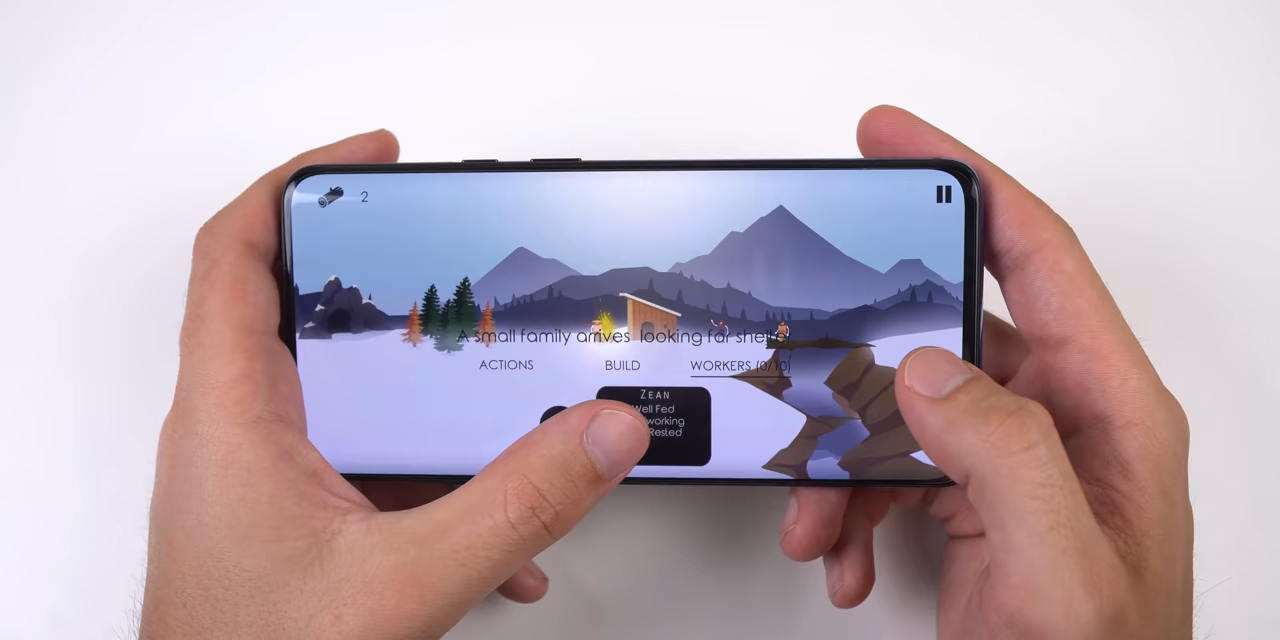 2
A small family arrives looking for shelter
ACTIONS BUILD WORKERS (0/10)
ZEAN
Well Fed
working
Rested